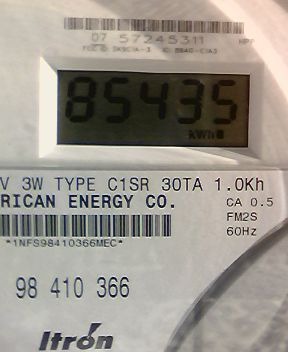 07 57245311
85435
kWh
V 3W TYPE C1SR 30TA 1.0Kh
RICAN ENERGY CO. CA 0.5
FM2S
60Hz
*1NFS98410366MEC*
98 410 366
Itrón